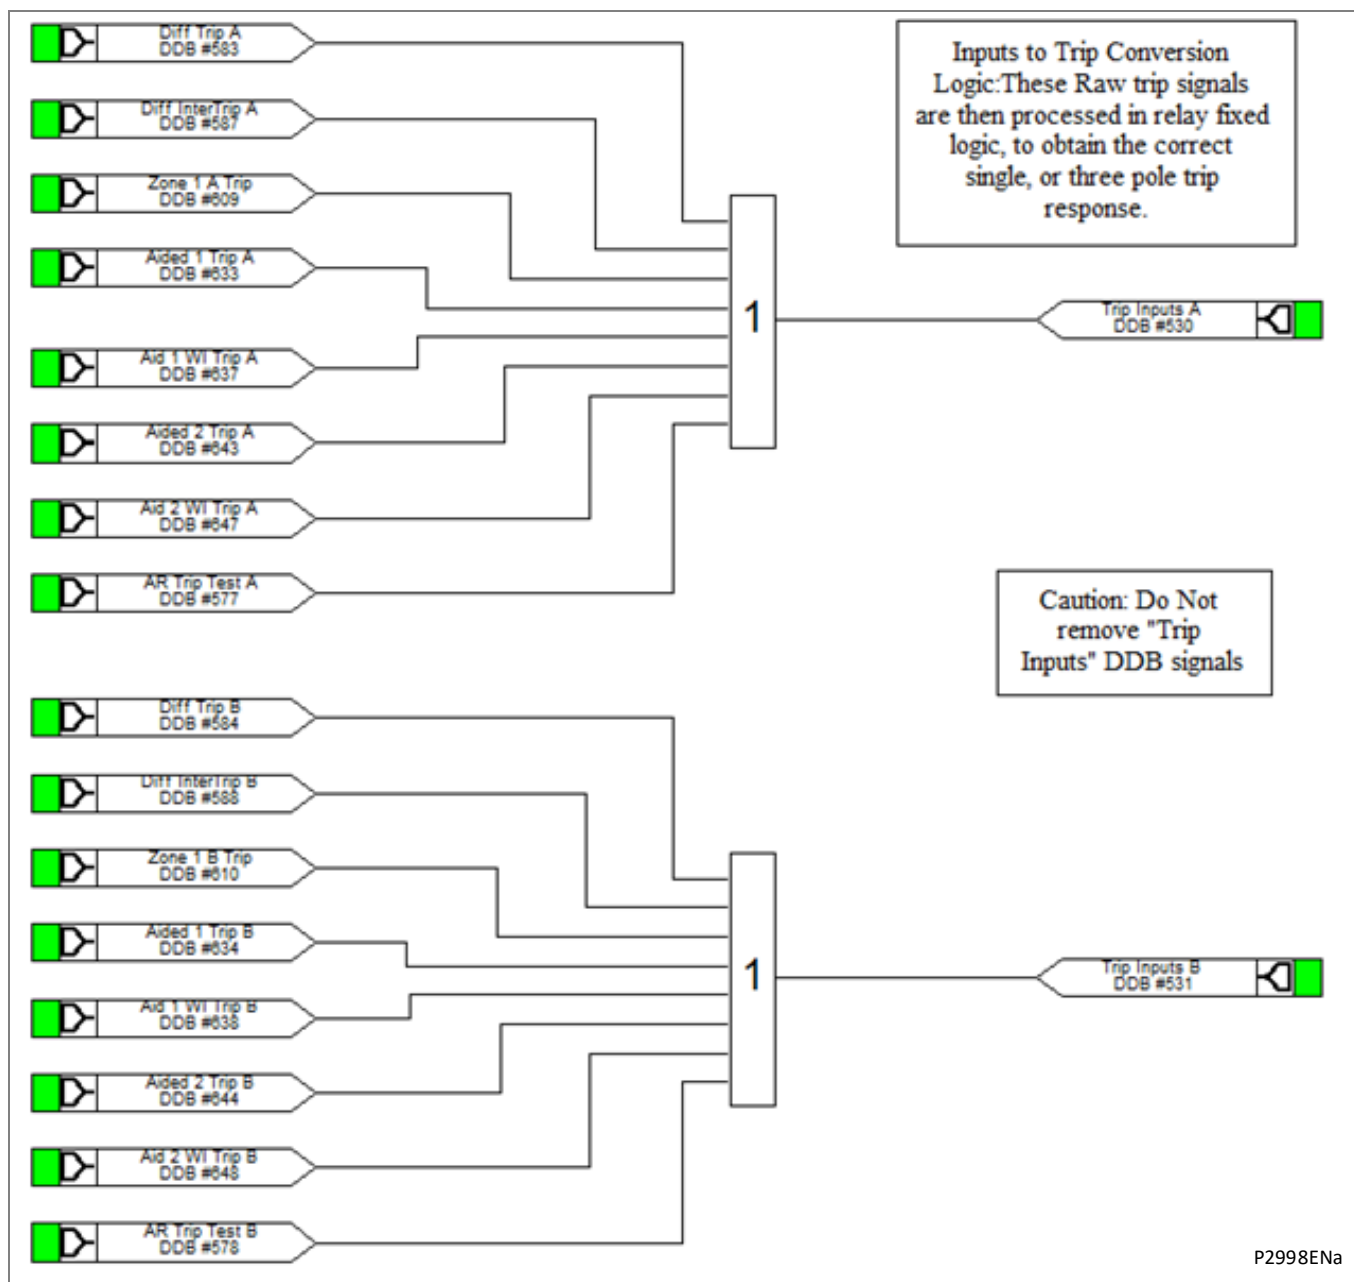 Diff Trip A
DDB #583
Diff InterTrip A
DDB #587
Zone 1 A Trip
DDB #609
Aided 1 Trip A
DDB #633
Aid 1 WI Trip A
DDB #637
Aided 2 Trip A
DDB #643
Aid 2 WI Trip A
DDB #647
AR Trip Test A
DDB #577
1
Inputs to Trip Conversion
Logic:These Raw trip signals
are then processed in relay fixed
logic, to obtain the correct
single, or three pole trip
response.
Trip Inputs A
DDB #530
Caution: Do Not
remove "Trip
Inputs" DDB signals
Diff Trip B
DDB #584
Diff InterTrip B
DDB #588
Zone 1 B Trip
DDB #610
Aided 1 Trip B
DDB #634
Aid 1 WI Trip B
DDB #638
Aided 2 Trip B
DDB #644
Aid 2 WI Trip B
DDB #648
AR Trip Test B
DDB #578
1
Trip Inputs B
DDB #531
P2998ENa